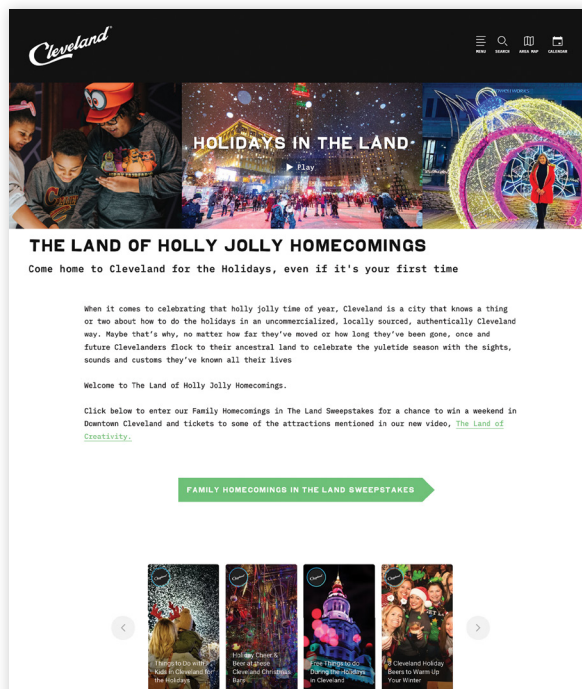 Cleveland
MENU SEARCH AREA MAP CALENDAR
HOLIDAYS IN THE LAND
Play
THE LAND OF HOLLY JOLLY HOMECOMINGS
Come home to Cleveland for the Holidays, even if it's your first time
When it comes to celebrating that holly jolly time of year, Cleveland is a city that knows a thing
or two about how to do the holidays in an uncommercialized, locally sourced, authentically Cleveland
way. Maybe that's why, no matter how far they've moved or how long they've been gone, once and
future Clevelanders flock to their ancestral land to celebrate the yuletide season with the sights,
sounds and customs they've known all their lives
Welcome to The Land of Holly Jolly Homecomings.
Click below to enter our Family Homecomings in The Land Sweepstakes for a chance to win a weekend in
Downtown Cleveland and tickets to some of the attractions mentioned in our new video, The Land of
Creativity.
FAMILY HOMECOMINGS IN THE LAND SWEEPSTAKES
Cleveland Cleveland Cleveland Cleveland
Things to Do with
Kids in Cleveland for
the Holidays
Holiday Cheer &
Beer at these
Cleveland Christmas
Bars
Free Things to do
During the Holidays
in Cleveland
8 Cleveland Holiday
Beers to Warm Up
Your Winter